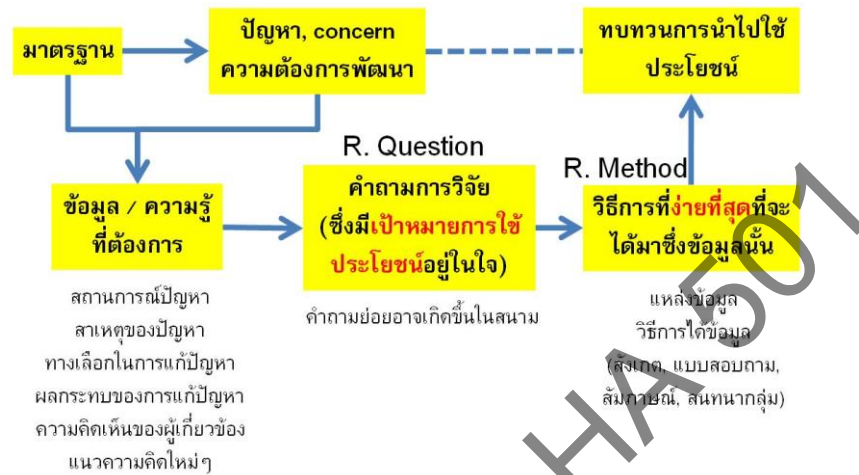 มาตรฐาน
ปัญหา, concern
ความต้องการพัฒนา
ทบทวนการนำไปใช้
ประโยชน์
R. Question
R. Method
ข้อมูล / ความรู้
ที่ต้องการ
คำถามการวิจัย
(ซึ่งมีเป้าหมายการใช้
ประโยชน์อยู่ในใจ)
วิธีการที่ง่ายที่สุดที่จะ
ได้มาซึ่งข้อมูลนั้น
สถานการณ์ปัญหา
สาเหตุของปัญหา
ทางเลือกในการแก้ปัญหา
ผลกระทบของการแก้ปัญหา
ความคิดเห็นของผู้เกี่ยวข้อง
แนวความคิดใหม่ๆ
คำถามย่อยอาจเกิดขึ้นในสนาม
แหล่งข้อมูล
วิธีการได้ข้อมูล
(สังเกต, แบบสอบถาม,
สัมภาษณ์, สนทนากลุ่ม)
HA 501